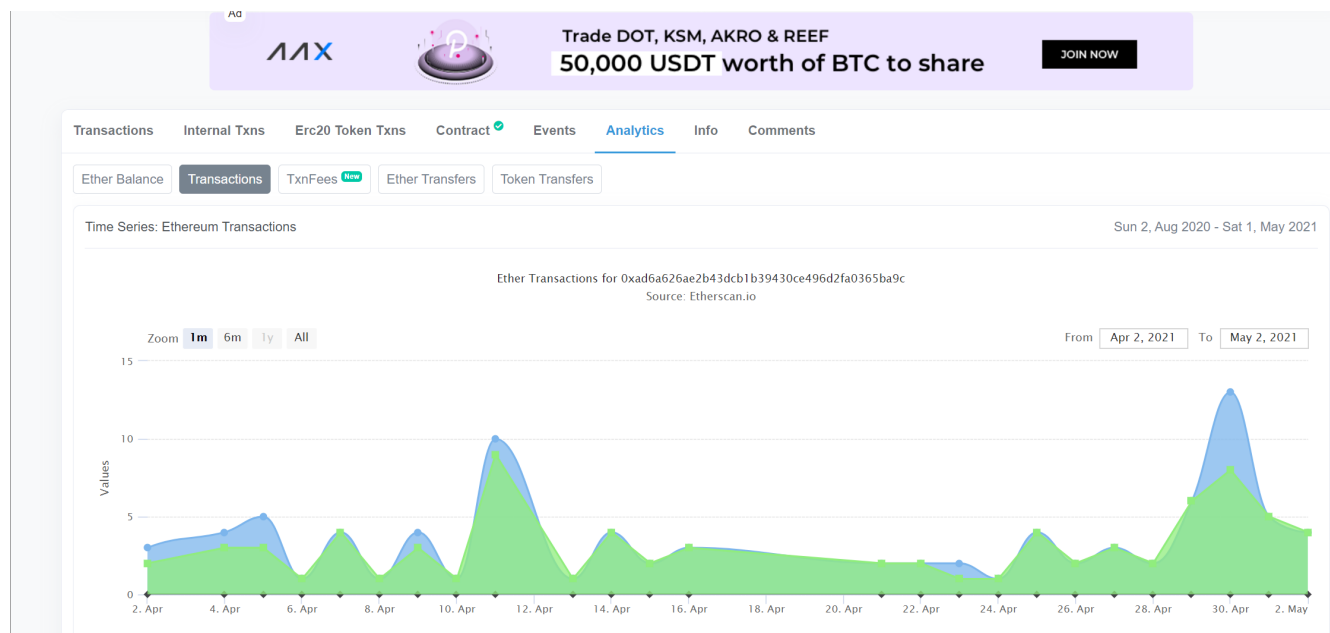 Ad
AAX
Trade DOT, KSM, AKRO & REEF
50,000 USDT worth of BTC to share
JOIN NOW
Transactions Internal Txns Erc20 Token Txns Contract Events Analytics Info Comments
Ether Balance Transactions TxnFees New Ether Transfers Token Transfers
Time Series: Ethereum Transactions Sun 2, Aug 2020 - Sat 1, May 2021
Ether Transactions for 0xad6a626ae2b43dcb1b39430ce496d2fa0365ba9c
Source: Etherscan.io
Zoom 1m 6m 1y All From Apr 2, 2021 To May 2, 2021
15
10
Values
5
0
2. Apr 4. Apr 6. Apr 8. Apr 10. Apr 12. Apr 14. Apr 16. Apr 18. Apr 20. Apr 22. Apr 24. Apr 26. Apr 28. Apr 30. Apr 2. May